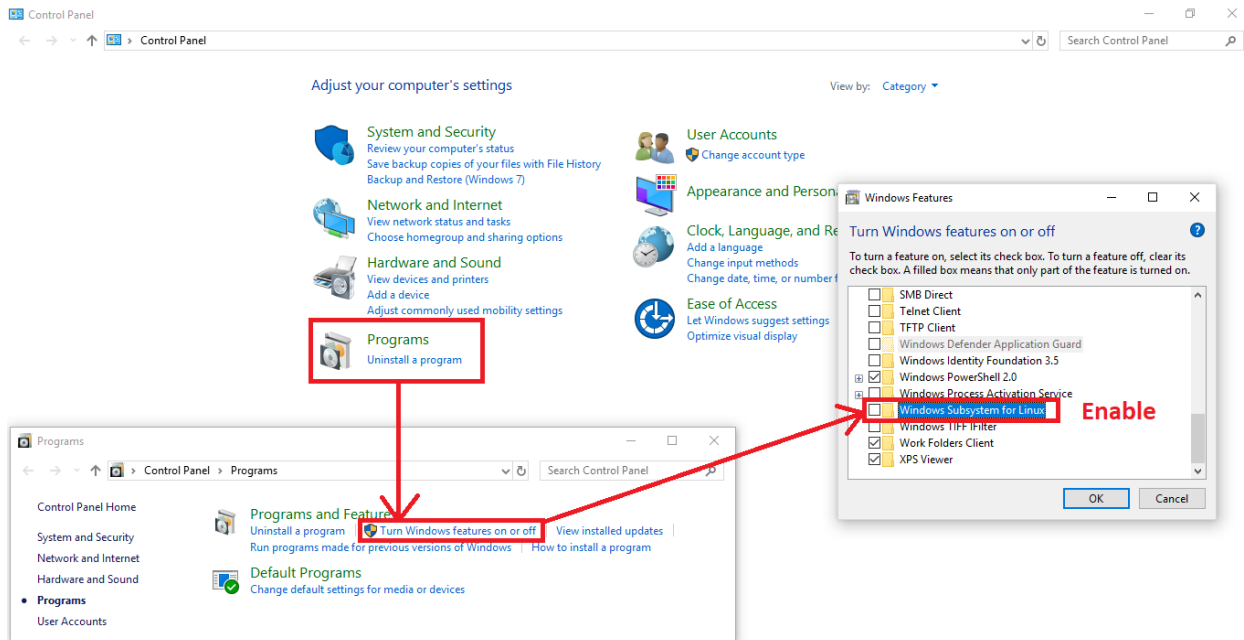 Control Panel
Control Panel
Search Control Panel
Adjust your computer's settings
View by: Category
System and Security
Review your computer's status
Save backup copies of your files with File History
Backup and Restore (Windows 7)
Network and Internet
View network status and tasks
Choose homegroup and sharing options
Hardware and Sound
View devices and printers
Add a device
Adjust commonly used mobility settings
Programs
Uninstall a program
User Accounts
Change account type
Appearance and Persona
Clock, Language, and Re
Add a language
Change input methods
Change date, time, or number f
Ease of Access
Let Windows suggest settings
Optimize visual display
Windows Features
Turn Windows features on or off
?
To turn a feature on, select its check box. To turn a feature off, clear its
check box. A filled box means that only part of the feature is turned on.
SMB Direct
Telnet Client
TFTP Client
Windows Defender Application Guard
Windows Identity Foundation 3.5
Windows PowerShell 2.0
Windows Process Activation Service
Windows Subsystem for Linux
Enable
Windows TIFF IFilter
Work Folders Client
XPS Viewer
OK
Cancel
Programs
Control Panel > Programs
Search Control Panel
Control Panel Home
System and Security
Network and Internet
Hardware and Sound
Programs
User Accounts
Programs and Feature
Uninstall a program
Turn Windows features on or off
View installed updates
Run programs made for previous versions of Windows
How to install a program
Default Programs
Change default settings for media or devices